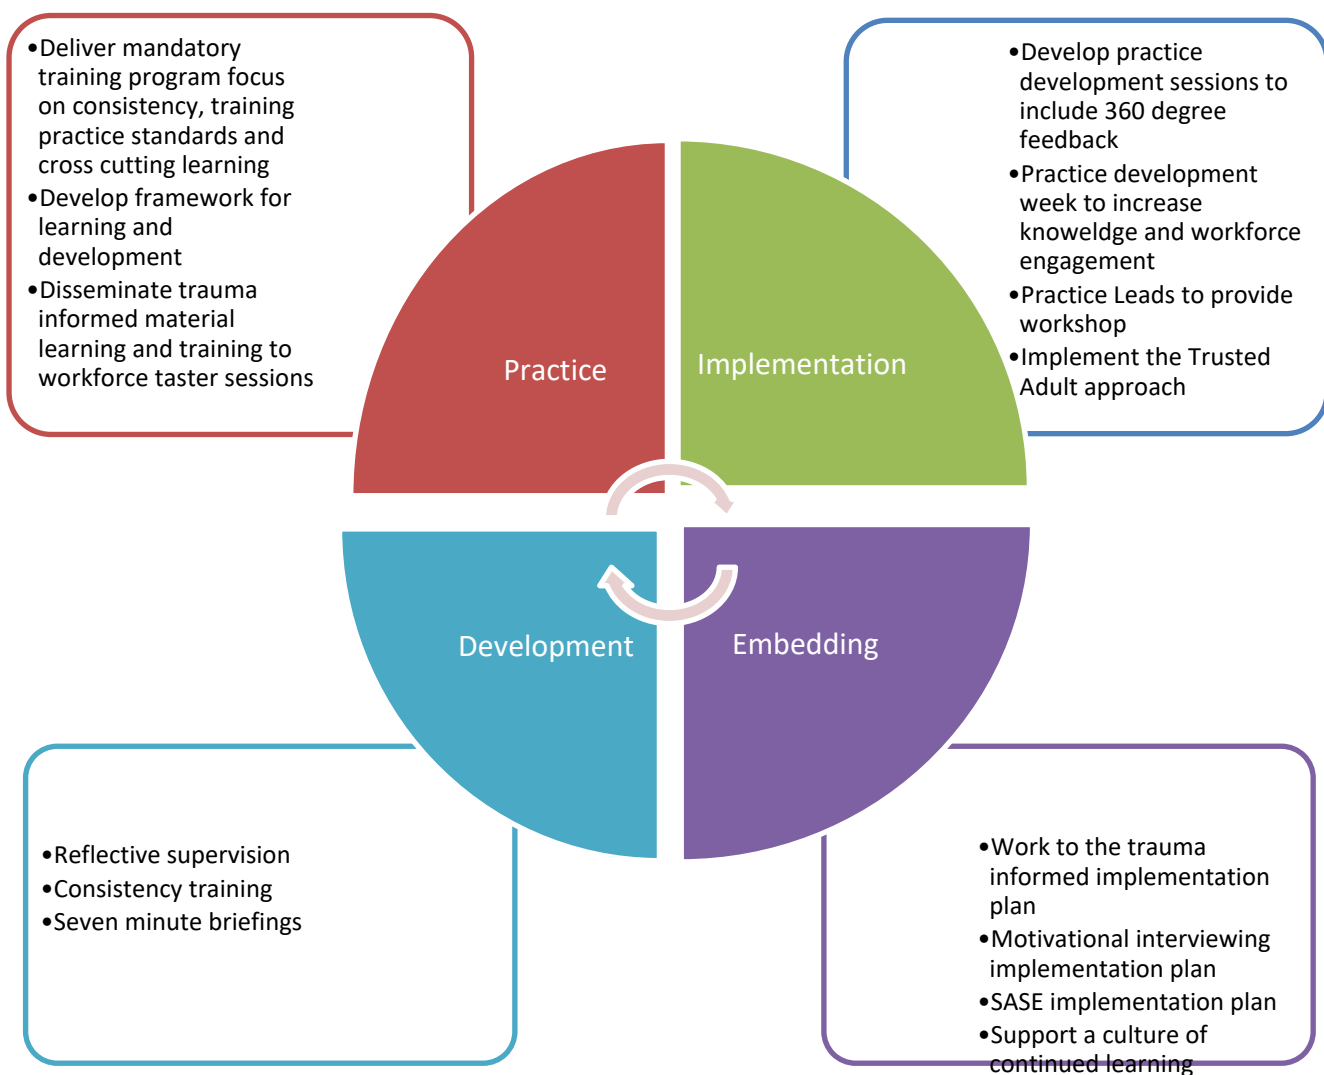 •Deliver mandatory
training program focus
on consistency, training
practice standards and
cross cutting learning
•Develop framework for
learning and
development
•Disseminate trauma
informed material
learning and training to
workforce taster sessions
•Develop practice
development sessions to
include 360 degree
feedback
•Practice development
week to increase
knoweldge and workforce
engagement
•Practice Leads to provide
workshop
•Implement the Trusted
Adult approach
Practice
Implementation
Development
Embedding
•Reflective supervision
•Consistency training
•Seven minute briefings
•Work to the trauma
informed implementation
plan
•Motivational interviewing
implementation plan
•SASE implementation plan
•Support a culture of
continued learning